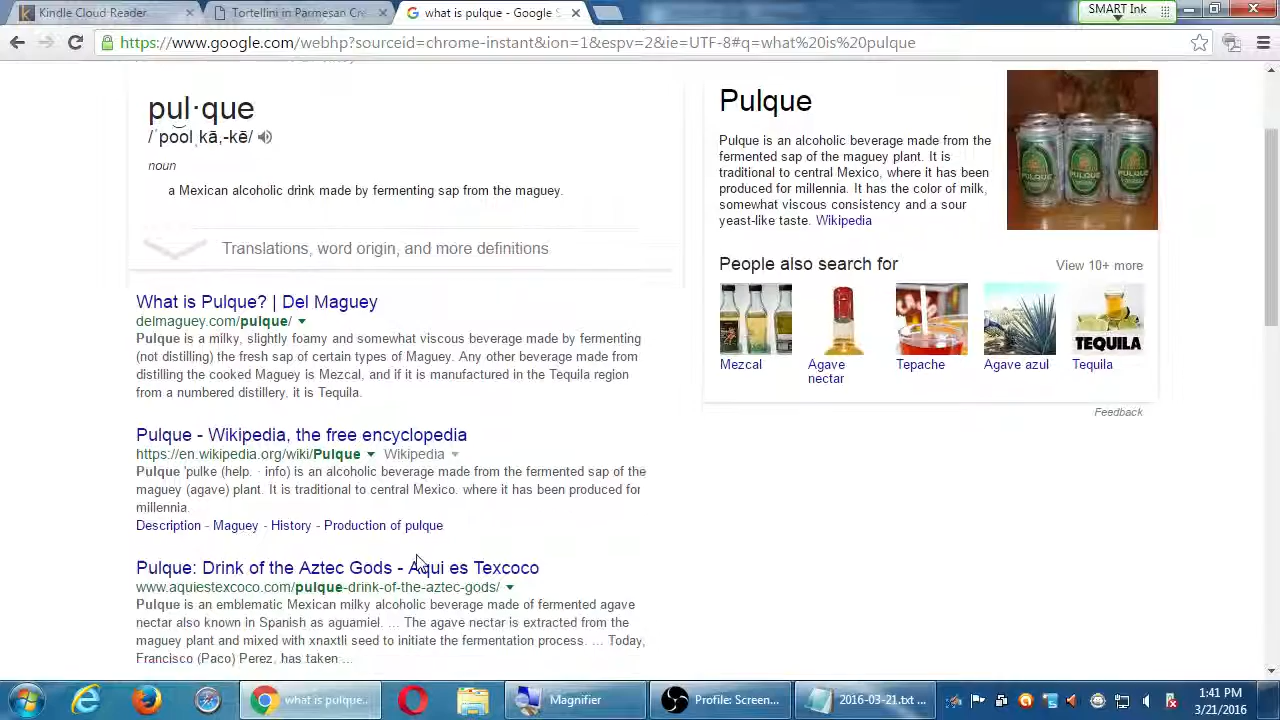 Kindle Cloud Reader
Tortellini in Parmesan Cre
what is pulque - Google S
SMART Ink
https://www.google.com/webhp?sourceid=chrome-instant&ion=1&espv=2&ie=UTF-8#q=what%20is%20pulque
pul·que
/ˈpo͝olˌkā,-kē/
noun
a Mexican alcoholic drink made by fermenting sap from the maguey.
Translations, word origin, and more definitions
What is Pulque? | Del Maguey
delmaguey.com/pulque/
Pulque is a milky, slightly foamy and somewhat viscous beverage made by fermenting
(not distilling) the fresh sap of certain types of Maguey. Any other beverage made from
distilling the cooked Maguey is Mezcal, and if it is manufactured in the Tequila region
from a numbered distillery, it is Tequila.
Pulque - Wikipedia, the free encyclopedia
https://en.wikipedia.org/wiki/Pulque Wikipedia
Pulque 'pulke (help. · info) is an alcoholic beverage made from the fermented sap of the
maguey (agave) plant. It is traditional to central Mexico, where it has been produced for
millennia.
Description - Maguey - History - Production of pulque
Pulque: Drink of the Aztec Gods - Aqui es Texcoco
www.aquiestexcoco.com/pulque-drink-of-the-aztec-gods/
Pulque is an emblematic Mexican milky alcoholic beverage made of fermented agave
nectar also known in Spanish as aguamiel. ... The agave nectar is extracted from the
maguey plant and mixed with xnaxtli seed to initiate the fermentation process. ... Today,
Francisco (Paco) Perez, has taken ...
Pulque
Pulque is an alcoholic beverage made from the
fermented sap of the maguey plant. It is
traditional to central Mexico, where it has been
produced for millennia. It has the color of milk,
somewhat viscous consistency and a sour
yeast-like taste. Wikipedia
PULQUE
People also search for
View 10+ more
TEQUILA
Mezcal
Agave nectar
Tepache
Agave azul
Tequila
Feedback
what is pulque...
Magnifier
Profile: Screen...
2016-03-21.txt ...
1:41 PM
3/21/2016